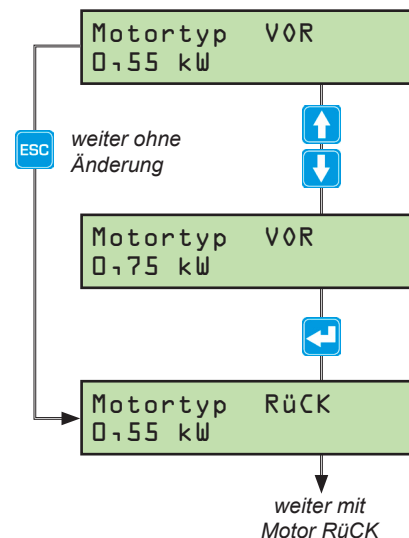 Motortyp VOR
0,55 kW
ESC
weiter ohne
Änderung
Motortyp VOR
0,75 kW
Motortyp RüCK
0,55 kW
weiter mit
Motor RüCK